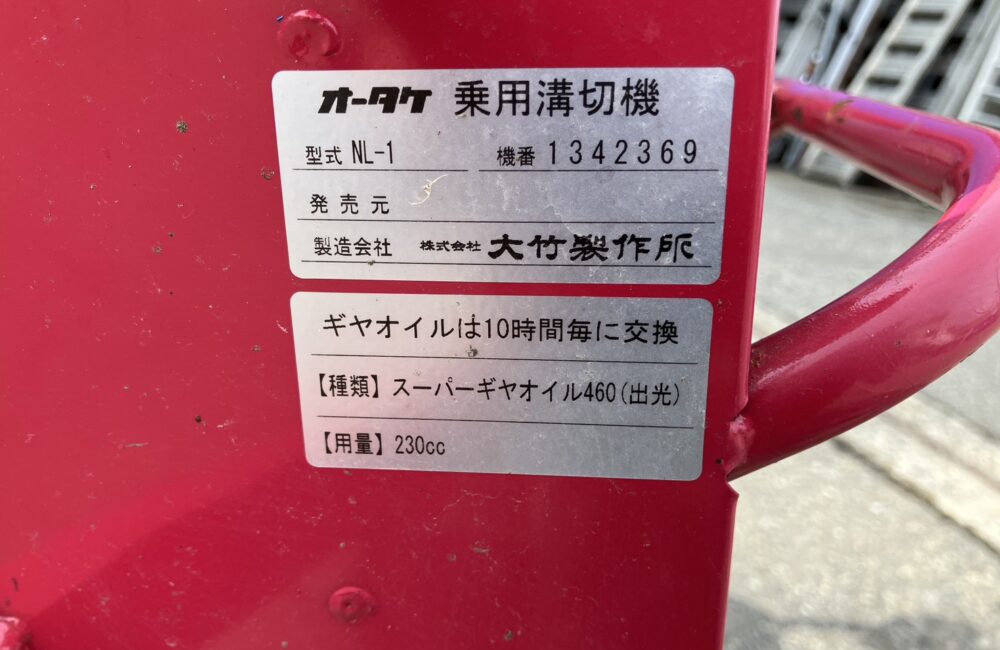 オータケ 乗用溝切機
型式 NL-1 機番 1342369
発売元
製造会社 株式会社 大竹製作所
ギヤオイルは10時間毎に交換
【種類】スーパーギヤオイル460(出光)
【用量】230cc